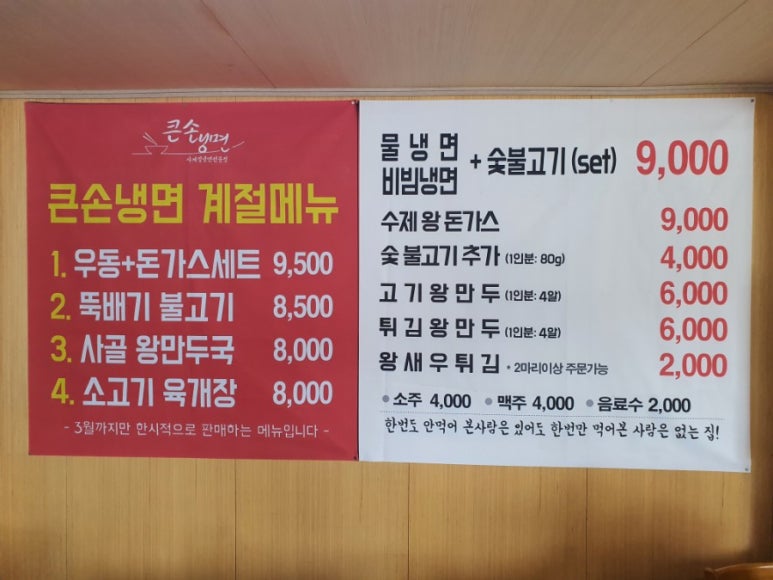 큰손냉면
사계절냉면전문점
큰손냉면 계절메뉴
1. 우동+돈가스세트 9,500
2. 뚝배기 불고기 8,500
3. 사골 왕만두국 8,000
4. 소고기 육개장 8,000
- 3월까지만 한시적으로 판매하는 메뉴입니다 -
물냉면
비빔냉면 + 숯불고기 (set) 9,000
수제 왕 돈가스 9,000
숯 불고기 추가 (1인분: 80g) 4,000
고기왕만두 (1인분: 4알) 6,000
튀김왕만두 (1인분: 4알) 6,000
왕새우튀김 * 2마리이상 주문가능 2,000
● 소주 4,000 ● 맥주 4,000 ● 음료수 2,000
한번도 안먹어 본사람은 있어도 한번만 먹어본 사람은 없는 집!